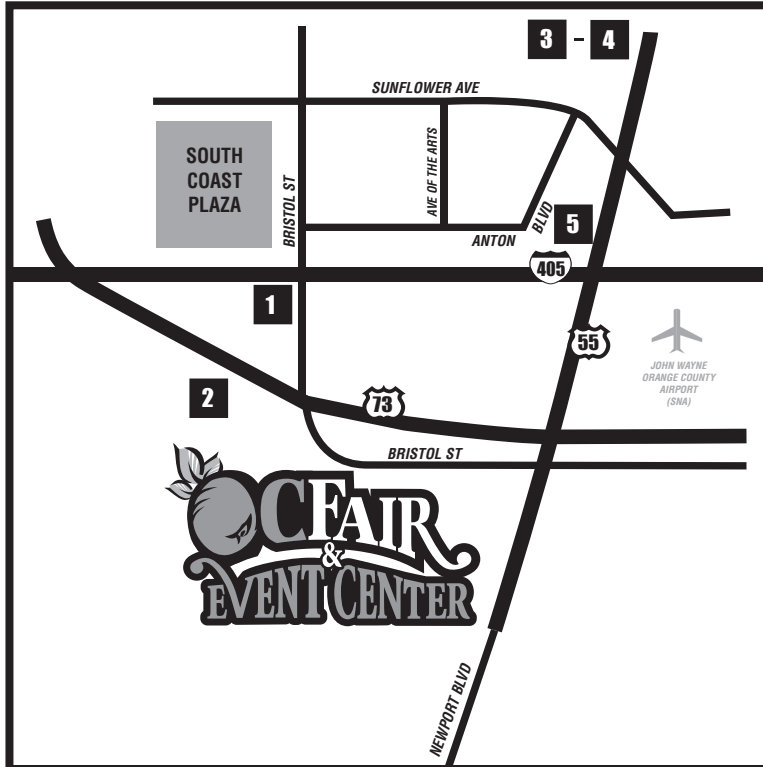 3 - 4
SUNFLOWER AVE
SOUTH
COAST
PLAZA
BRISTOL ST
AVE OF THE ARTS
ANTON BLVD
5
405
1
55
JOHN WAYNE
ORANGE COUNTY
AIRPORT
(SNA)
2
73
BRISTOL ST
OC FAIR
&
EVENT CENTER
NEWPORT BLVD